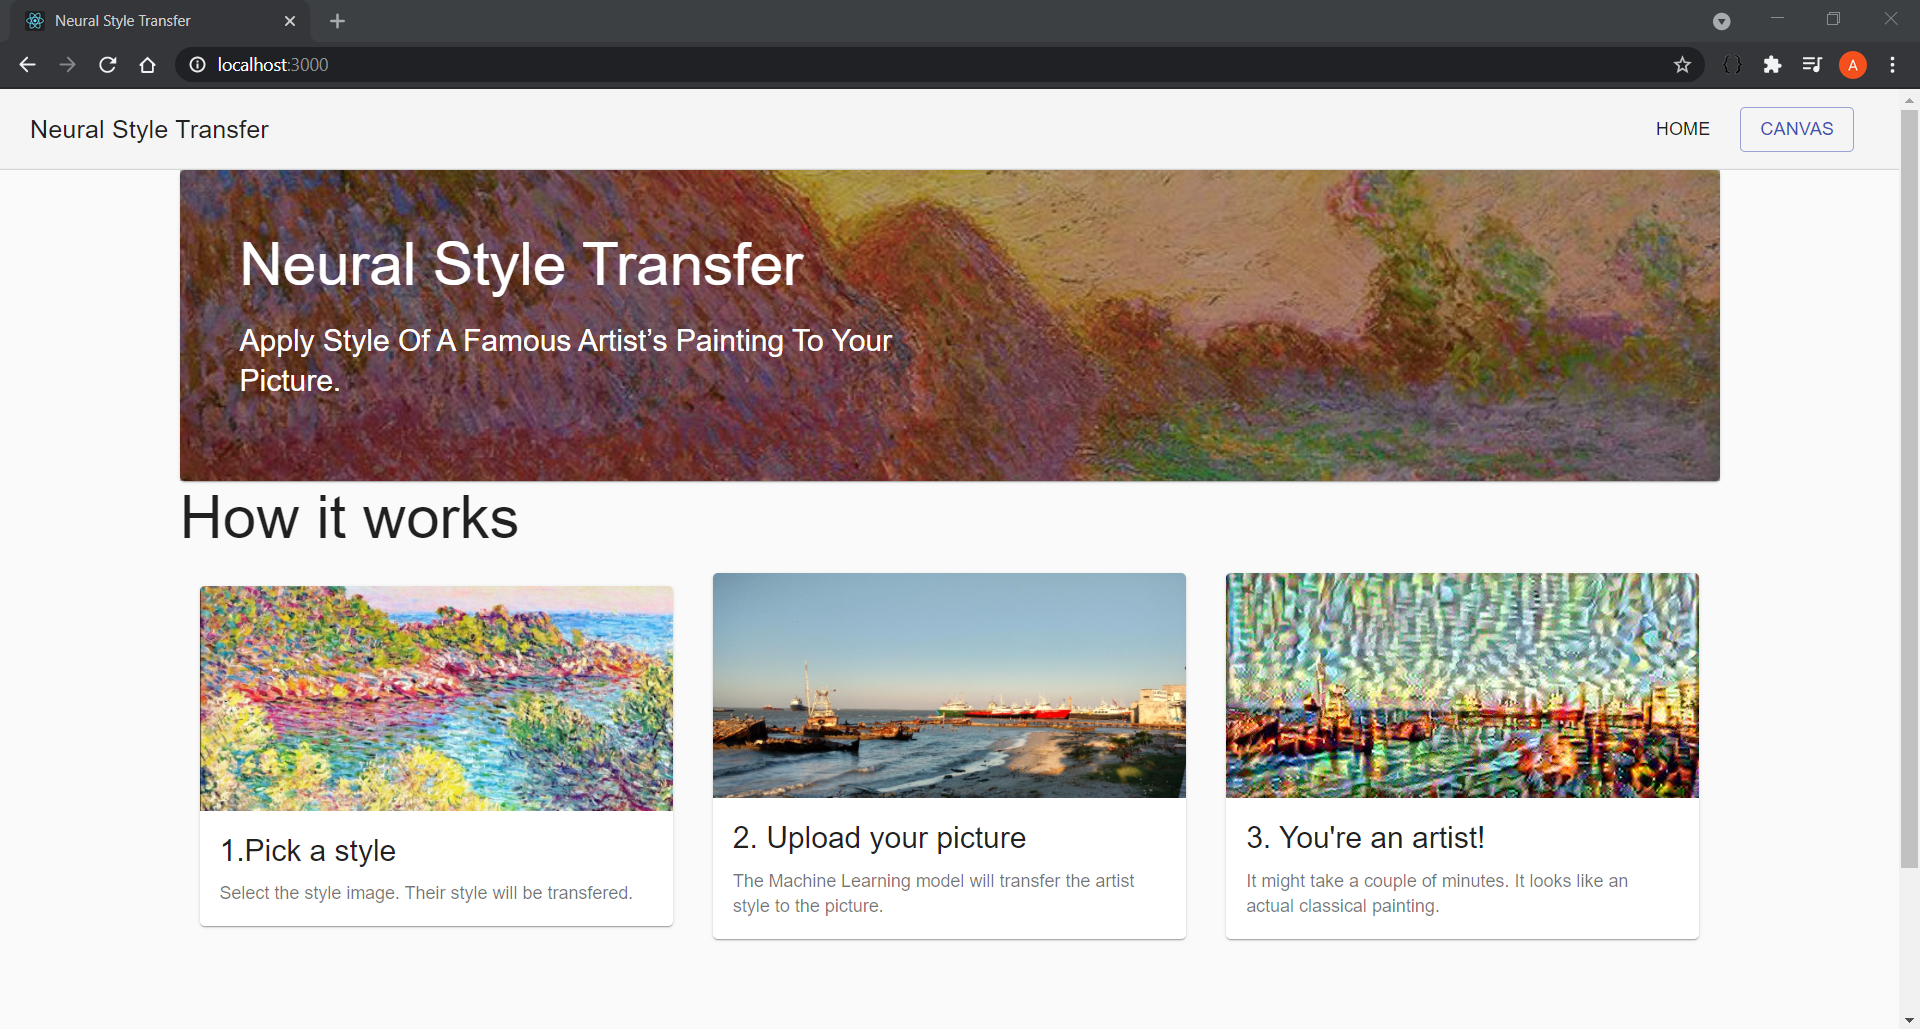 Neural Style Transfer
localhost:3000
A
Neural Style Transfer
HOME
CANVAS
Neural Style Transfer
Apply Style Of A Famous Artist’s Painting To Your
Picture.
How it works
1.Pick a style
Select the style image. Their style will be transfered.
2. Upload your picture
The Machine Learning model will transfer the artist
style to the picture.
3. You're an artist!
It might take a couple of minutes. It looks like an
actual classical painting.